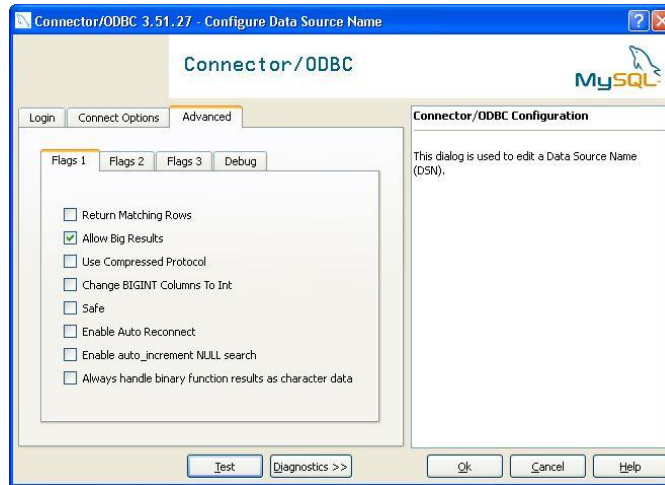 Connector/ODBC 3.51.27 - Configure Data Source Name
Connector/ODBC
MySQL
Login Connect Options Advanced
Flags 1 Flags 2 Flags 3 Debug
Return Matching Rows
Allow Big Results
Use Compressed Protocol
Change BIGINT Columns To Int
Safe
Enable Auto Reconnect
Enable auto_increment NULL search
Always handle binary function results as character data
Connector/ODBC Configuration
This dialog is used to edit a Data Source Name
(DSN).
Test Diagnostics >> Ok Cancel Help